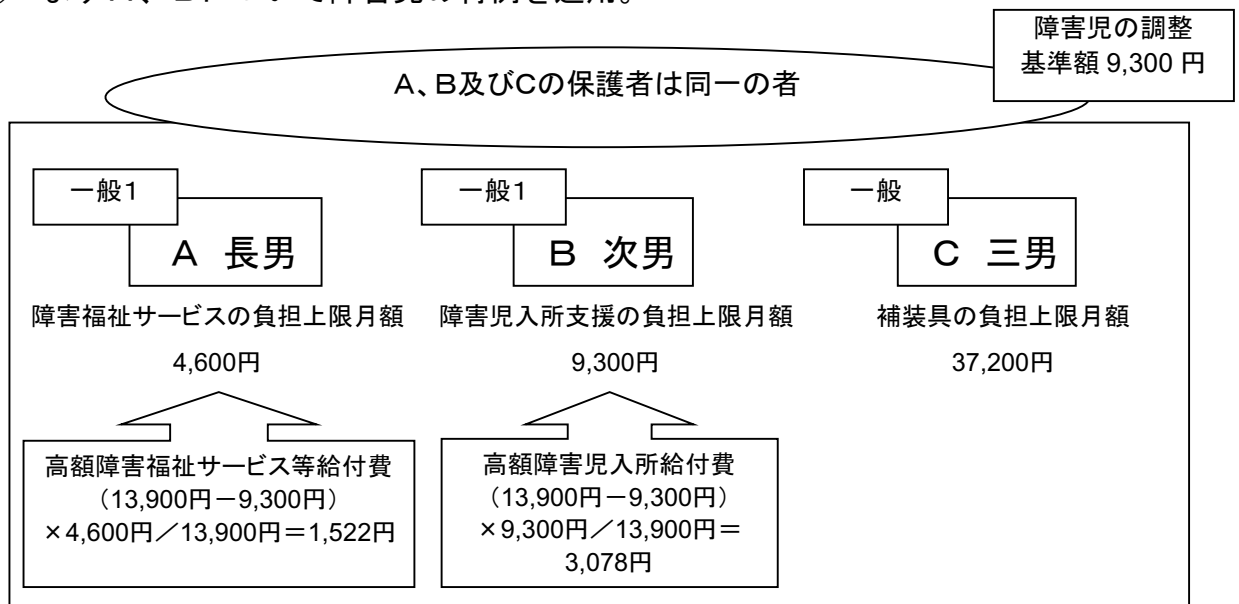 障害児の調整
基準額 9,300 円
A、B及びCの保護者は同一の者
一般1
A 長男
障害福祉サービスの負担上限月額
4,600円
高額障害福祉サービス等給付費
(13,900円-9,300円)
×4,600円/13,900円=1,522円
一般1
B 次男
障害児入所支援の負担上限月額
9,300円
高額障害児入所給付費
(13,900円-9,300円)
×9,300円/13,900円=
3,078円
一般
C 三男
補装具の負担上限月額
37,200円